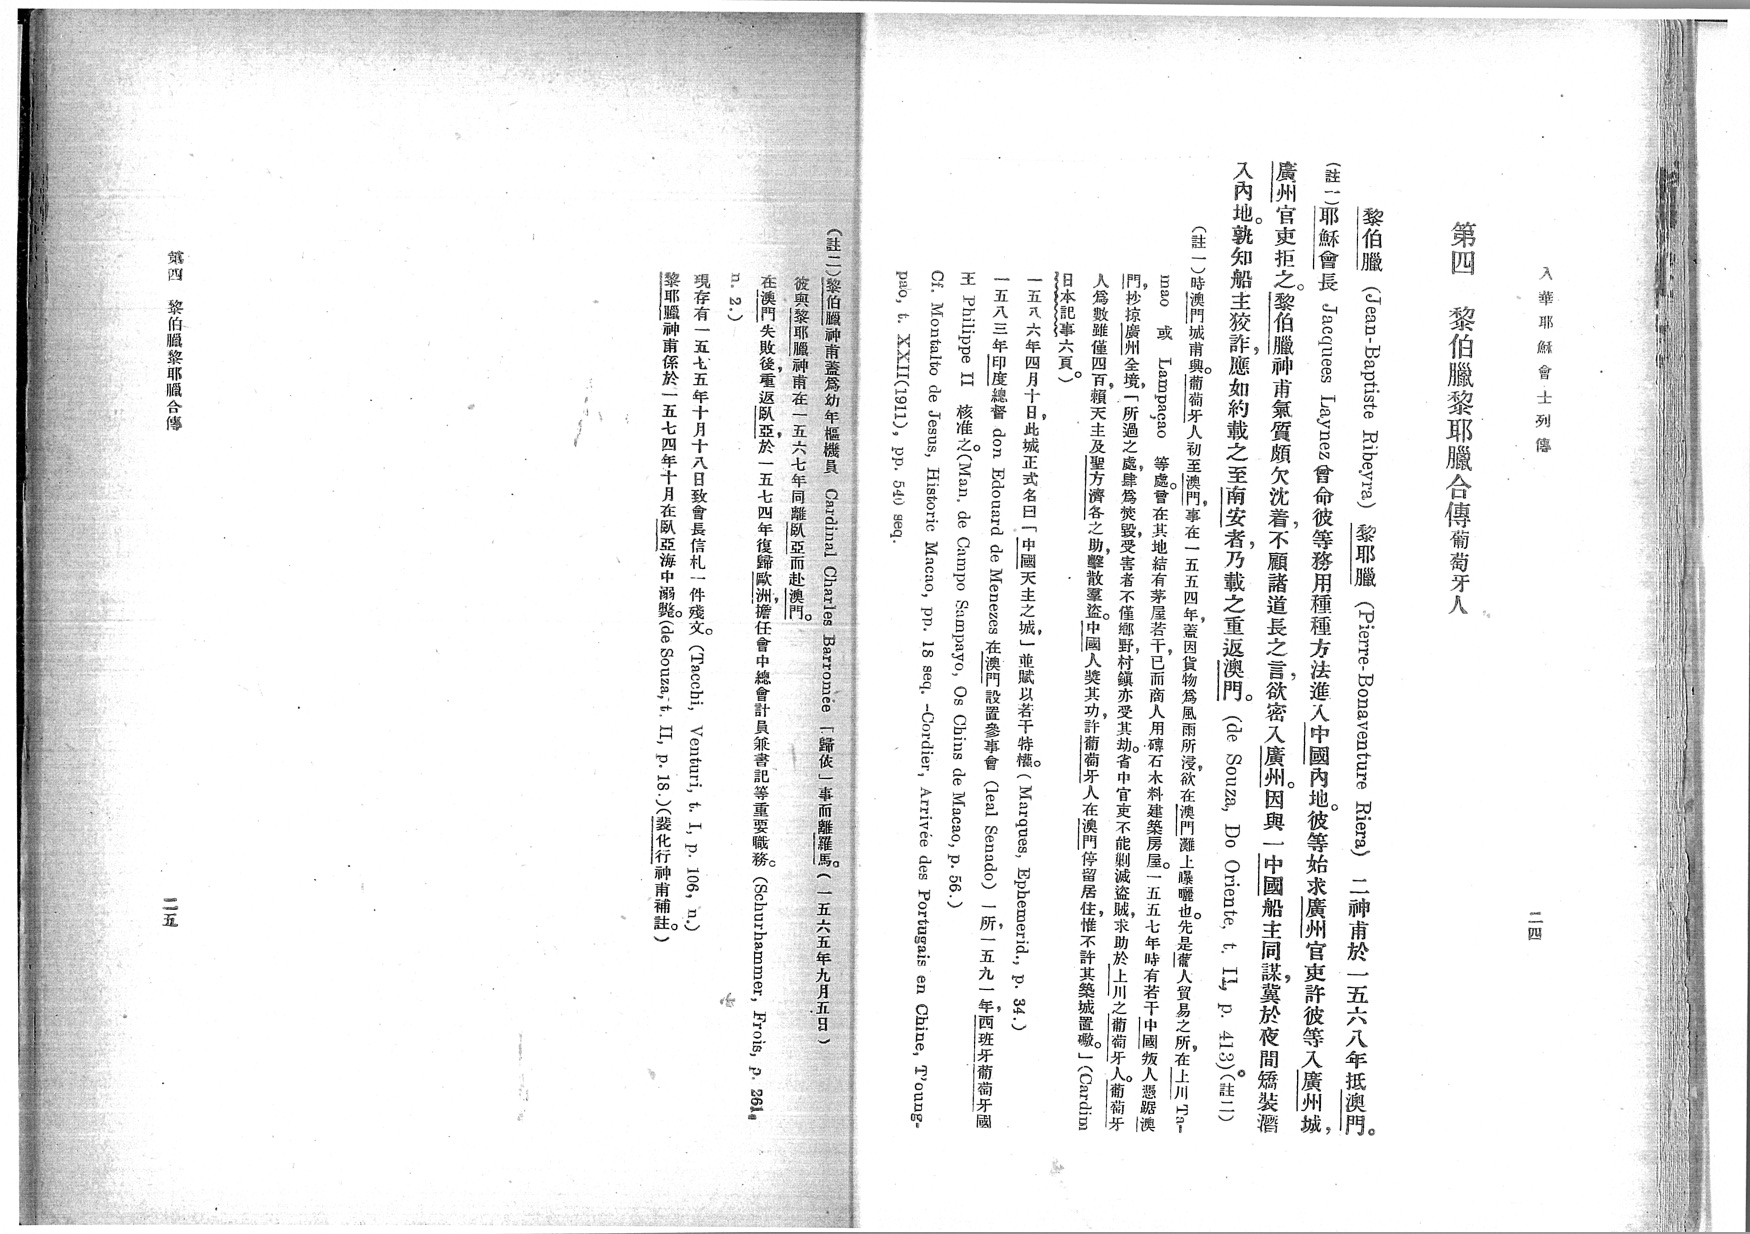 入華耶穌會士列傳
二四
第四 黎伯臘黎耶臘合傳 葡萄牙人
黎伯臘 (Jean-Baptiste Ribeyra) 黎耶臘 (Pierre-Bonaventure Riera) 二神甫於一五六八年抵澳門。
(註一)耶穌會長 Jacquees Laynez 曾命彼等務用種種方法進入中國內地。彼等始求廣州官吏許彼等入廣州城,
廣州官吏拒之。黎伯臘神甫氣質頗欠沈着,不顧諸道長之言,欲密入廣州。因與一中國船主同謀,冀於夜間矯裝潛
入內地。孰知船主狡詐,應如約載之至南安者,乃載之重返澳門。(de Souza, Do Oriente, t. II, p. 413)。(註二)
(註一)時澳門城甫興。葡萄牙人初至澳門,事在一五五四年,蓋因貨物爲風雨所浸,欲在澳門灘上曝曬也。先是葡人貿易之所,在上川 Ta-
mao 或 Lampaçao 等處。曾在其地結有茅屋若干,已而商人用磚石木料建築房屋。一五五七年時有若干中國叛人憑踞澳
門,抄掠廣州全境,「所過之處,肆爲焚毀,受害者不僅鄉野,村鎮亦受其劫。省中官吏不能剿滅盜賊,求助於上川之葡萄牙人。葡萄牙
人爲數雖僅四百,賴天主及聖方濟各之助,擊散羣盜。中國人獎其功,許葡萄牙人在澳門停留居住,惟不許其築城置礮。」(Cardim
日本記事六頁。)
一五八六年四月十日,此城正式名曰「中國天主之城,」並賦以若干特權。(Marques, Ephemerid., p. 34.)
一五八三年印度總督 don Edouard de Menezes 在澳門設置參事會 (leal Senado) 一所,一五九一年,西班牙葡萄牙國
王 Philippe II 核准之。(Man. de Campo Sampayo, Os Chins de Macao, p. 56.)
Cf. Montalto de Jesus, Historic Macao, pp. 18 seq. -Cordier, Arrivée des Portugais en Chine, T'oung-
pao, t. XXII(1911), pp. 540 seq.
(註二)黎伯臘神甫蓋爲幼年樞機員 Cardinal Charles Barromée 「歸依」事而離羅馬。(一五六五年九月五日)
彼與黎耶臘神甫在一五六七年同離臥亞而赴澳門。
在澳門失敗後,重返臥亞,於一五七四年復歸歐洲,擔任會中總會計員兼書記等重要職務。(Schurhammer, Frois, p. 261,
n. 2.)
現存有一五七五年十月十八日致會長信札一件殘文。(Tacchi, Venturi, t. I, p. 106, n.)
黎耶臘神甫係於一五七四年十月在臥亞海中溺斃。(de Souza, t. II, p. 18.)(裴化行神甫補註。)
第四 黎伯臘黎耶臘合傳
二五